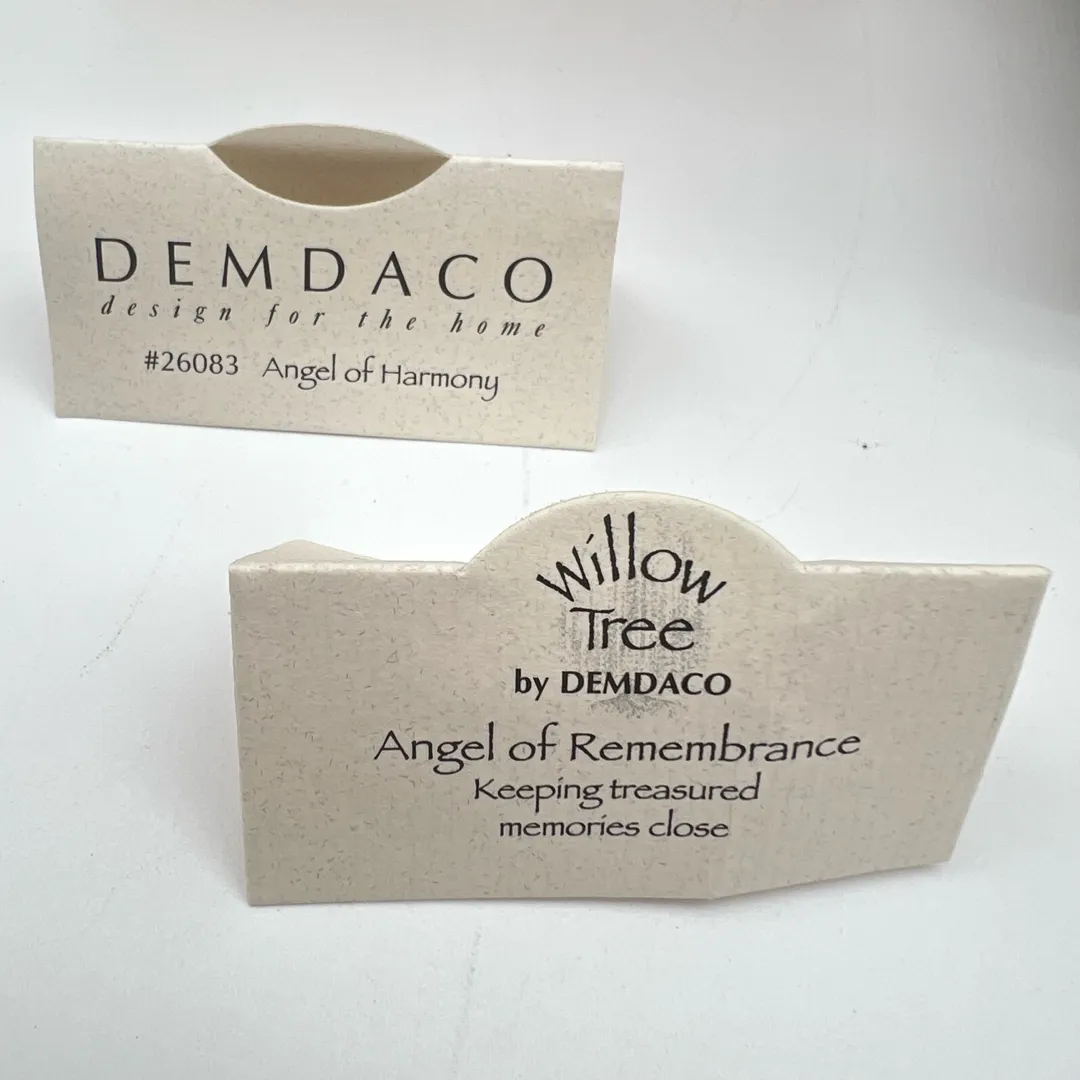 DEMDACO
design for the home
#26083 Angel of Harmony
Willow
Tree
by DEMDACO
Angel of Remembrance
Keeping treasured
memories close